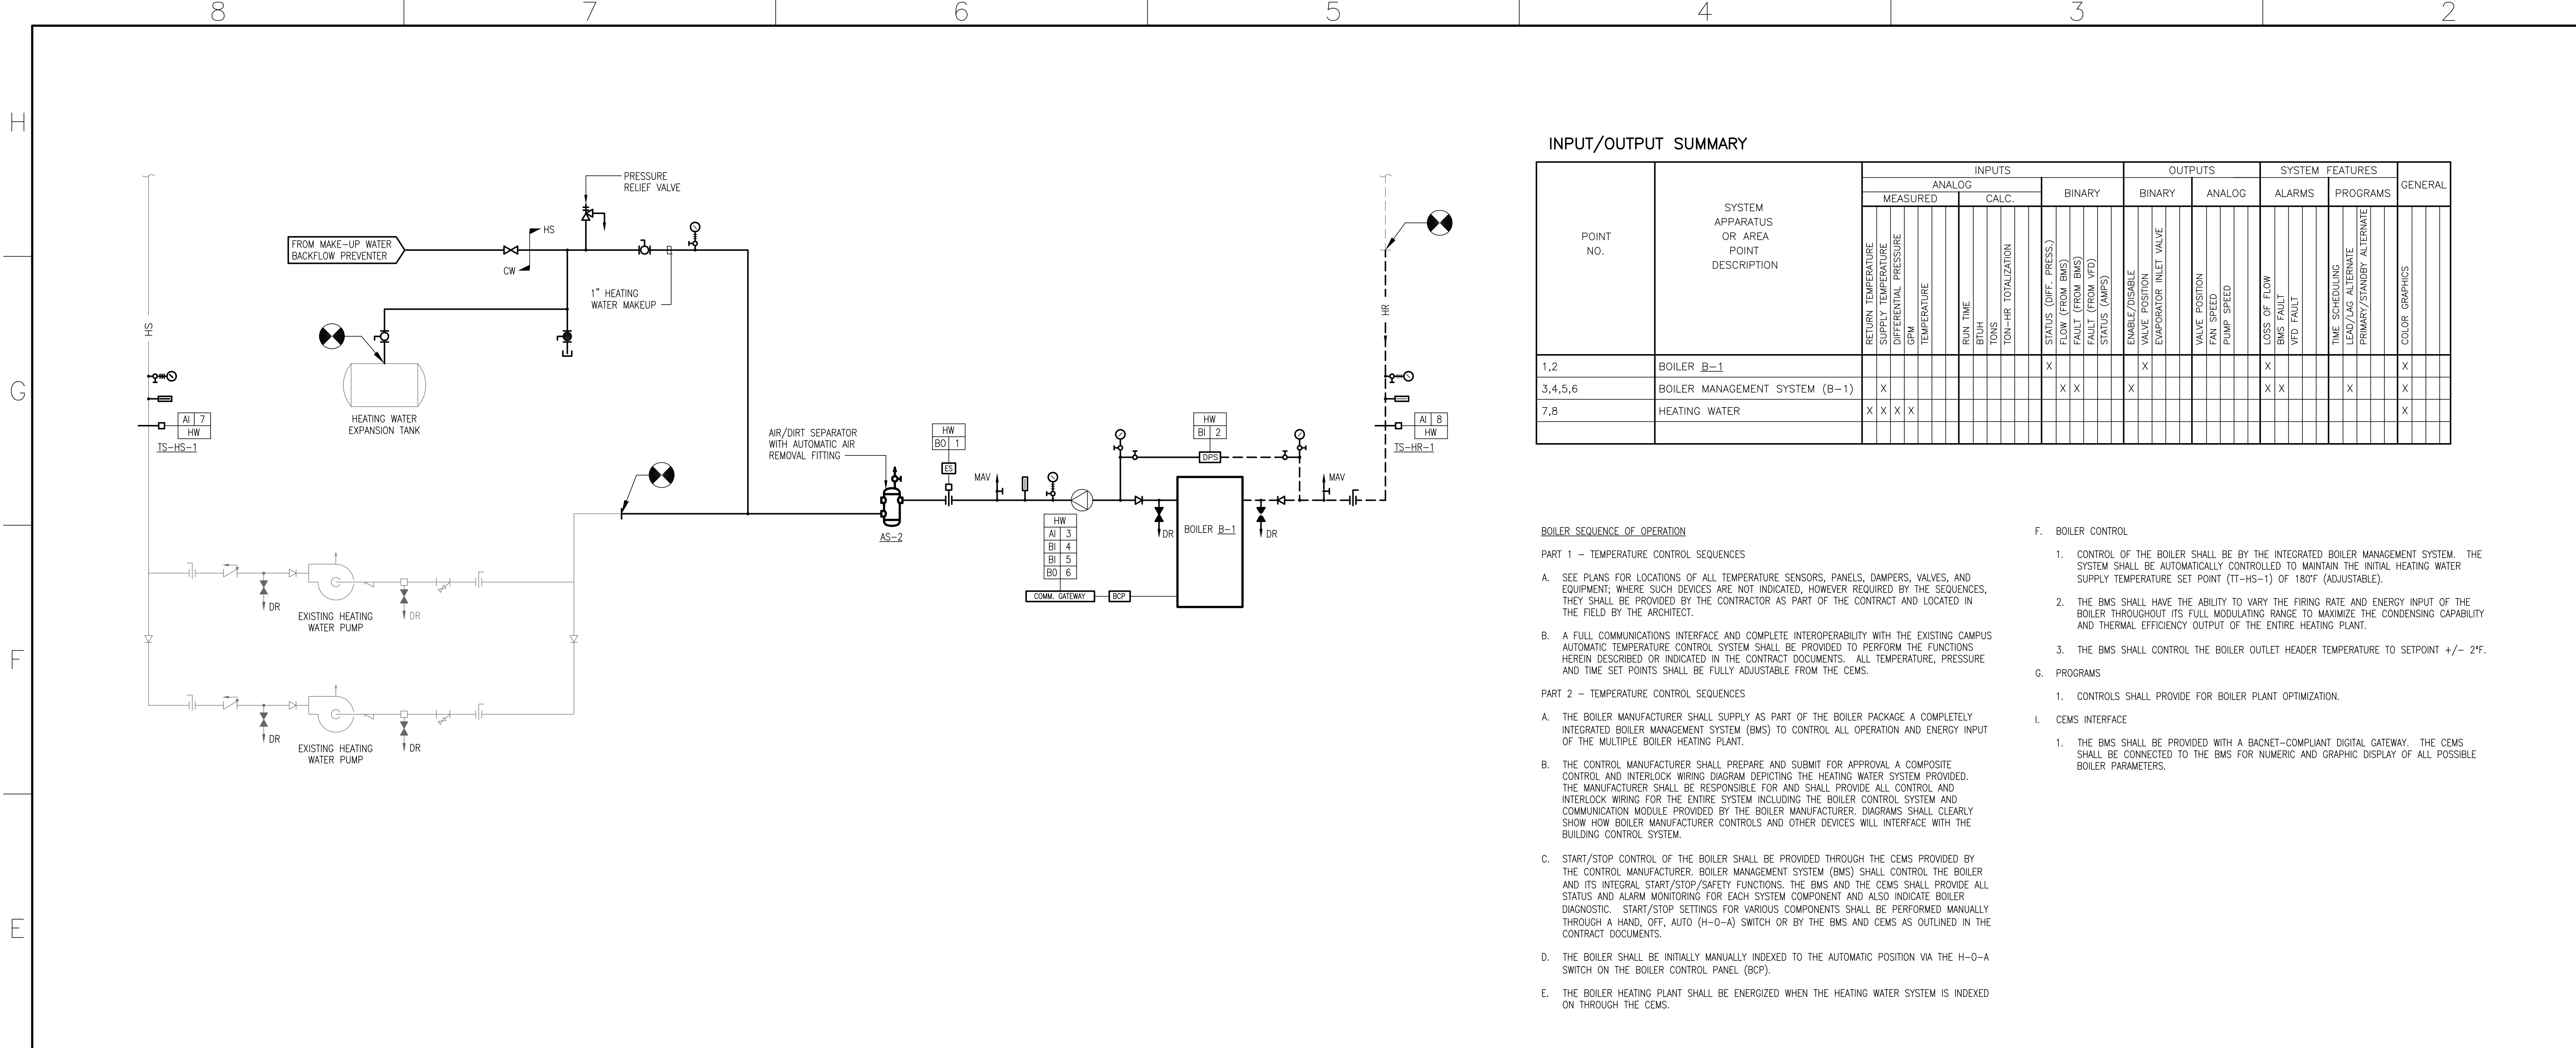 8
7
6
5
4
3
2
H
G
F
E
PRESSURE
RELIEF VALVE
HS
FROM MAKE-UP WATER
BACKFLOW PREVENTER
CW
1" HEATING
WATER MAKEUP
HS
HR
HEATING WATER
EXPANSION TANK
AI 7
HW
TS-HS-1
AI 8
HW
TS-HR-1
AIR/DIRT SEPARATOR
WITH AUTOMATIC AIR
REMOVAL FITTING
AS-2
HW
BO 1
ES
MAV
HW
BI 2
DPS
MAV
BOILER B-1
DR
DR
HW
AI 3
BI 4
BI 5
BO 6
COMM. GATEWAY
BCP
DR
DR
EXISTING HEATING
WATER PUMP
DR
DR
EXISTING HEATING
WATER PUMP
INPUT/OUTPUT SUMMARY
POINT
NO.
SYSTEM
APPARATUS
OR AREA
POINT
DESCRIPTION
INPUTS
OUTPUTS
SYSTEM FEATURES
GENERAL
ANALOG
BINARY
BINARY
ANALOG
ALARMS
PROGRAMS
MEASURED
CALC.
RETURN TEMPERATURE
SUPPLY TEMPERATURE
DIFFERENTIAL PRESSURE
GPM
TEMPERATURE
RUN TIME
BTUH
TONS
TON-HR TOTALIZATION
STATUS (DIFF. PRESS.)
FLOW (FROM BMS)
FAULT (FROM BMS)
FAULT (FROM VFD)
STATUS (AMPS)
ENABLE/DISABLE
VALVE POSITION
EVAPORATOR INLET VALVE
VALVE POSITION
FAN SPEED
PUMP SPEED
LOSS OF FLOW
BMS FAULT
VFD FAULT
TIME SCHEDULING
LEAD/LAG ALTERNATE
PRIMARY/STANDBY ALTERNATE
COLOR GRAPHICS
1,2 BOILER B-1 X X X X
3,4,5,6 BOILER MANAGEMENT SYSTEM (B-1) X X X X X X X X
7,8 HEATING WATER X X X X X
BOILER SEQUENCE OF OPERATION
PART 1 - TEMPERATURE CONTROL SEQUENCES
A. SEE PLANS FOR LOCATIONS OF ALL TEMPERATURE SENSORS, PANELS, DAMPERS, VALVES, AND
EQUIPMENT; WHERE SUCH DEVICES ARE NOT INDICATED, HOWEVER REQUIRED BY THE SEQUENCES,
THEY SHALL BE PROVIDED BY THE CONTRACTOR AS PART OF THE CONTRACT AND LOCATED IN
THE FIELD BY THE ARCHITECT.
B. A FULL COMMUNICATIONS INTERFACE AND COMPLETE INTEROPERABILITY WITH THE EXISTING CAMPUS
AUTOMATIC TEMPERATURE CONTROL SYSTEM SHALL BE PROVIDED TO PERFORM THE FUNCTIONS
HEREIN DESCRIBED OR INDICATED IN THE CONTRACT DOCUMENTS. ALL TEMPERATURE, PRESSURE
AND TIME SET POINTS SHALL BE FULLY ADJUSTABLE FROM THE CEMS.
PART 2 - TEMPERATURE CONTROL SEQUENCES
A. THE BOILER MANUFACTURER SHALL SUPPLY AS PART OF THE BOILER PACKAGE A COMPLETELY
INTEGRATED BOILER MANAGEMENT SYSTEM (BMS) TO CONTROL ALL OPERATION AND ENERGY INPUT
OF THE MULTIPLE BOILER HEATING PLANT.
B. THE CONTROL MANUFACTURER SHALL PREPARE AND SUBMIT FOR APPROVAL A COMPOSITE
CONTROL AND INTERLOCK WIRING DIAGRAM DEPICTING THE HEATING WATER SYSTEM PROVIDED.
THE MANUFACTURER SHALL BE RESPONSIBLE FOR AND SHALL PROVIDE ALL CONTROL AND
INTERLOCK WIRING FOR THE ENTIRE SYSTEM INCLUDING THE BOILER CONTROL SYSTEM AND
COMMUNICATION MODULE PROVIDED BY THE BOILER MANUFACTURER. DIAGRAMS SHALL CLEARLY
SHOW HOW BOILER MANUFACTURER CONTROLS AND OTHER DEVICES WILL INTERFACE WITH THE
BUILDING CONTROL SYSTEM.
C. START/STOP CONTROL OF THE BOILER SHALL BE PROVIDED THROUGH THE CEMS PROVIDED BY
THE CONTROL MANUFACTURER. BOILER MANAGEMENT SYSTEM (BMS) SHALL CONTROL THE BOILER
AND ITS INTEGRAL START/STOP/SAFETY FUNCTIONS. THE BMS AND THE CEMS SHALL PROVIDE ALL
STATUS AND ALARM MONITORING FOR EACH SYSTEM COMPONENT AND ALSO INDICATE BOILER
DIAGNOSTIC. START/STOP SETTINGS FOR VARIOUS COMPONENTS SHALL BE PERFORMED MANUALLY
THROUGH A HAND, OFF, AUTO (H-O-A) SWITCH OR BY THE BMS AND CEMS AS OUTLINED IN THE
CONTRACT DOCUMENTS.
D. THE BOILER SHALL BE INITIALLY MANUALLY INDEXED TO THE AUTOMATIC POSITION VIA THE H-O-A
SWITCH ON THE BOILER CONTROL PANEL (BCP).
E. THE BOILER HEATING PLANT SHALL BE ENERGIZED WHEN THE HEATING WATER SYSTEM IS INDEXED
ON THROUGH THE CEMS.
F. BOILER CONTROL
1. CONTROL OF THE BOILER SHALL BE BY THE INTEGRATED BOILER MANAGEMENT SYSTEM. THE
SYSTEM SHALL BE AUTOMATICALLY CONTROLLED TO MAINTAIN THE INITIAL HEATING WATER
SUPPLY TEMPERATURE SET POINT (TT-HS-1) OF 180°F (ADJUSTABLE).
2. THE BMS SHALL HAVE THE ABILITY TO VARY THE FIRING RATE AND ENERGY INPUT OF THE
BOILER THROUGHOUT ITS FULL MODULATING RANGE TO MAXIMIZE THE CONDENSING CAPABILITY
AND THERMAL EFFICIENCY OUTPUT OF THE ENTIRE HEATING PLANT.
3. THE BMS SHALL CONTROL THE BOILER OUTLET HEADER TEMPERATURE TO SETPOINT +/- 2°F.
G. PROGRAMS
1. CONTROLS SHALL PROVIDE FOR BOILER PLANT OPTIMIZATION.
I. CEMS INTERFACE
1. THE BMS SHALL BE PROVIDED WITH A BACNET-COMPLIANT DIGITAL GATEWAY. THE CEMS
SHALL BE CONNECTED TO THE BMS FOR NUMERIC AND GRAPHIC DISPLAY OF ALL POSSIBLE
BOILER PARAMETERS.